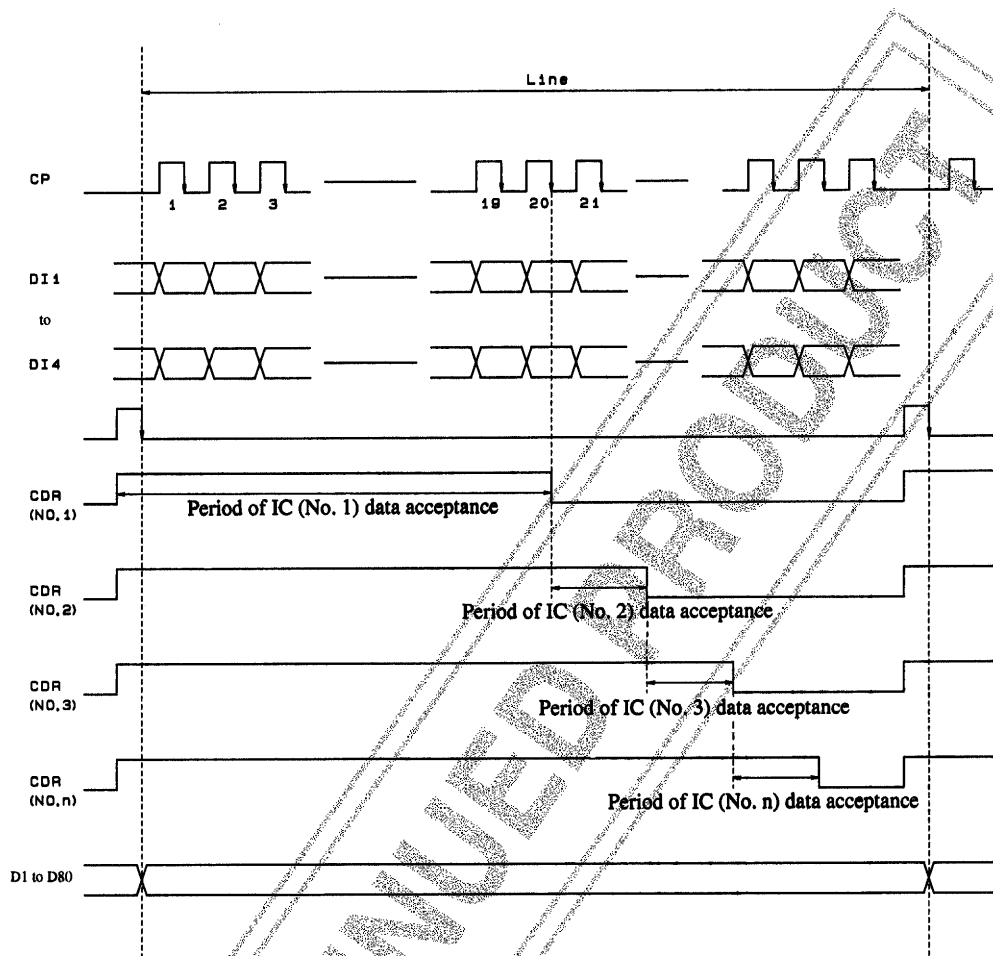 Line
CP
1 2 3 19 20 21
DI1
to
DI4
CDR
(NO.1)
Period of IC (No. 1) data acceptance
CDR
(NO.2)
Period of IC (No. 2) data acceptance
CDR
(NO.3)
Period of IC (No. 3) data acceptance
CDR
(NO.n)
Period of IC (No. n) data acceptance
D1 to D80
NUED PRODUCT